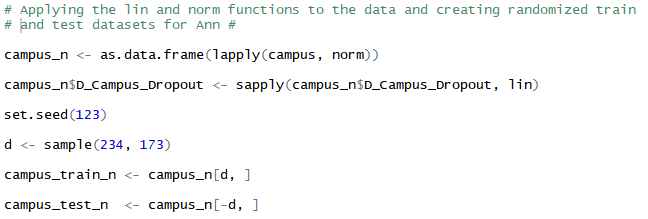 # Applying the lin and norm functions to the data and creating randomized train
# and test datasets for Ann #
campus_n <- as.data.frame(lapply(campus, norm))
campus_n$D_Campus_Dropout <- sapply(campus_n$D_Campus_Dropout, lin)
set.seed(123)
d <- sample(234, 173)
campus_train_n <- campus_n[d, ]
campus_test_n  <- campus_n[-d, ]